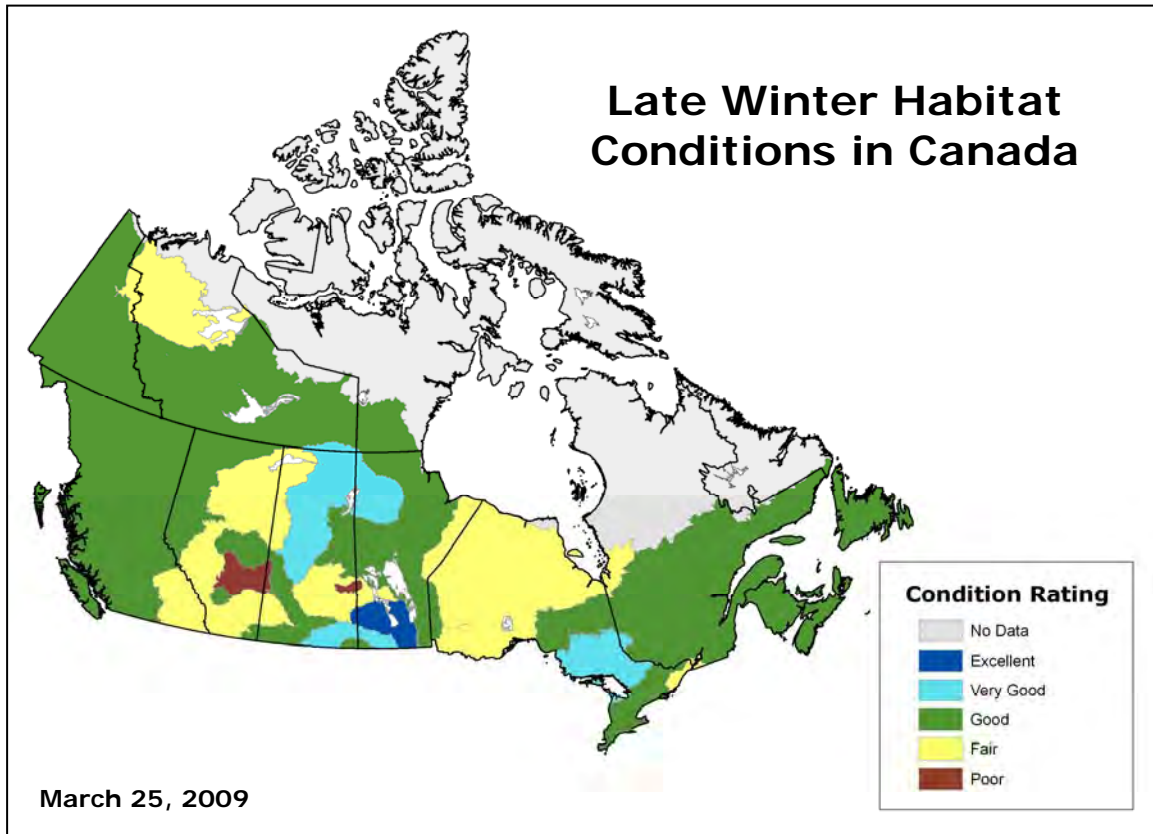 Late Winter Habitat
Conditions in Canada
Condition Rating
No Data
Excellent
Very Good
Good
Fair
Poor
March 25, 2009